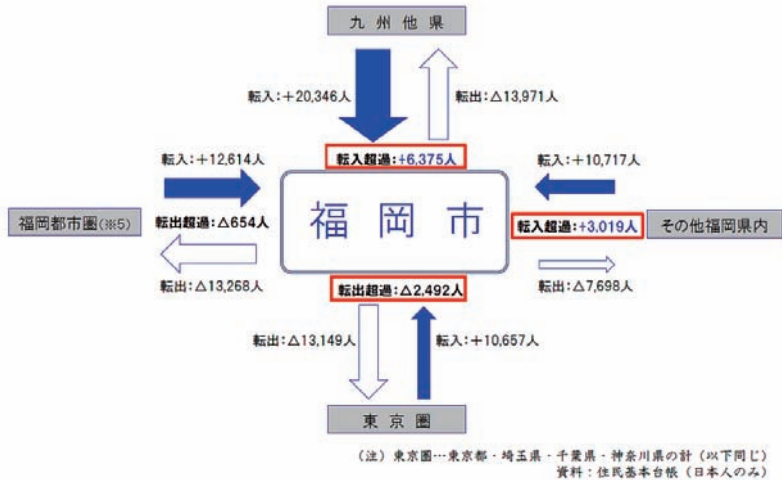 九州他県
転入：＋20,346人
転出：△13,971人
転入超過：+6,375人
転入：＋12,614人
転入：＋10,717人
福岡都市圏(※5)
転出超過：△654人
福岡市
転入超過：+3,019人
その他福岡県内
転出：△13,268人
転出超過：△2,492人
転出：△7,698人
転出：△13,149人
転入：＋10,657人
東京圏
（注）東京圏…東京都・埼玉県・千葉県・神奈川県の計（以下同じ）
資料：住民基本台帳（日本人のみ）